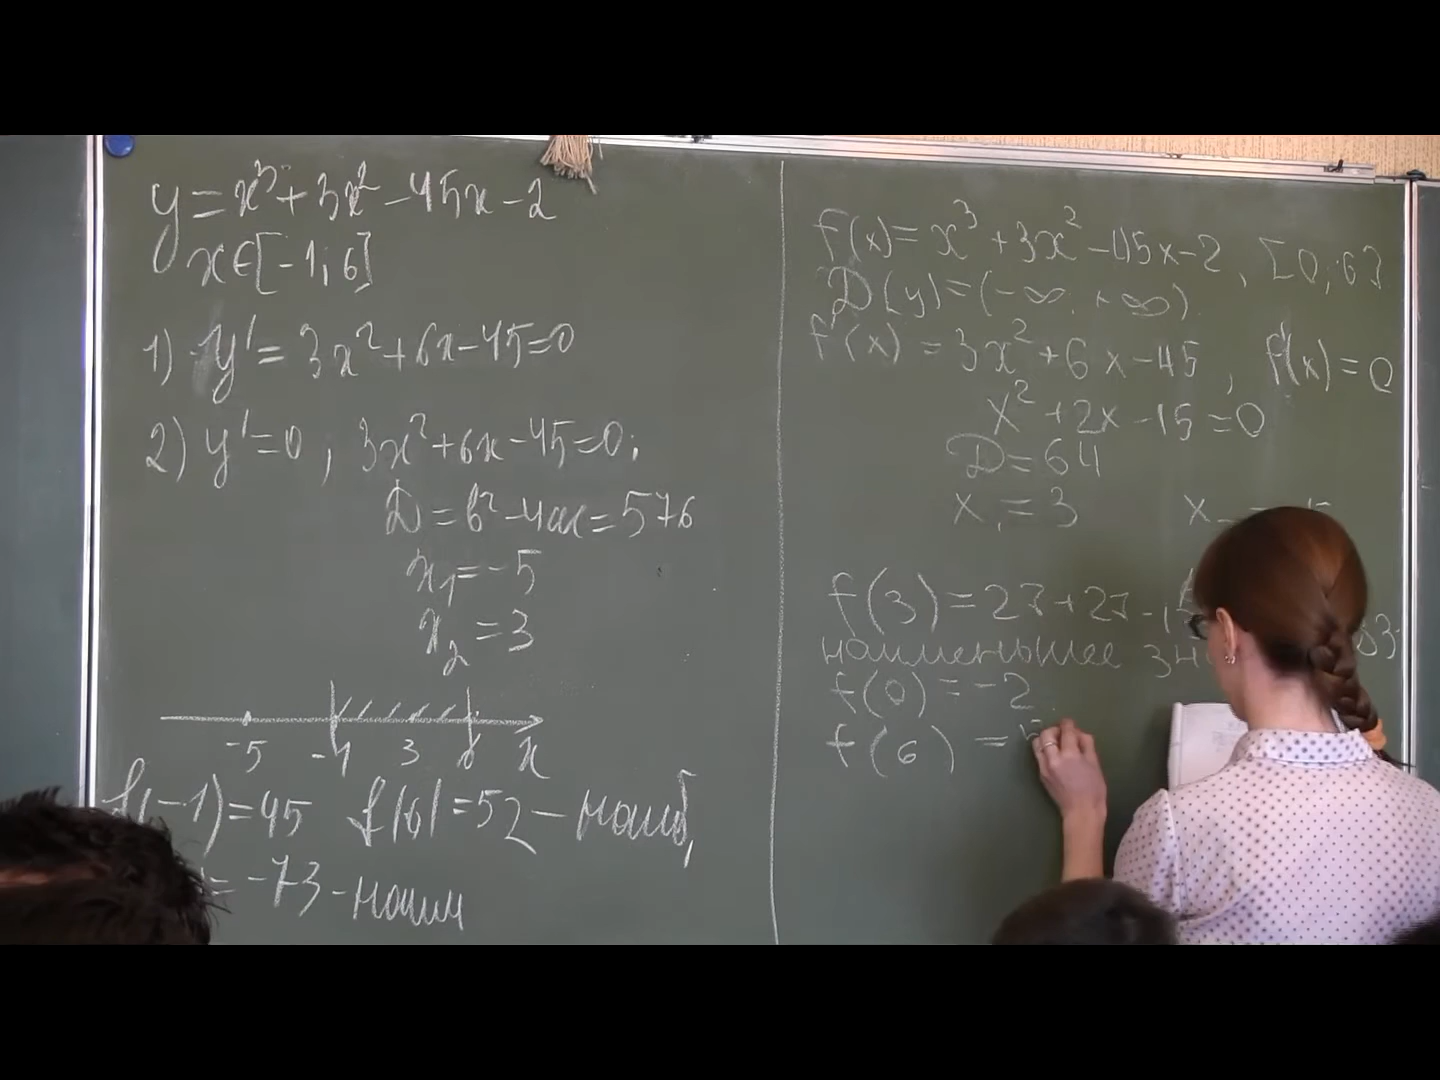 y = x³ + 3x² - 45x - 2
x ∈ [-1; 6]
1) y' = 3x² + 6x - 45 = 0
2) y' = 0 ; 3x² + 6x - 45 = 0;
D = b² - 4ac = 576
x₁ = -5
x₂ = 3
-5 -1 3 6 x
f(-1) = 45 f(6) = 52 - наиб
= -73 - наим
f(x) = x³ + 3x² - 45x - 2, [0; 6]
D(y) = (-∞; +∞)
f'(x) = 3x² + 6x - 45, f'(x) = 0
x² + 2x - 15 = 0
D = 64
x₁ = 3 x
f(3) = 27 + 27 - 1
наименьшее
f(0) = -2
f(6) = 5